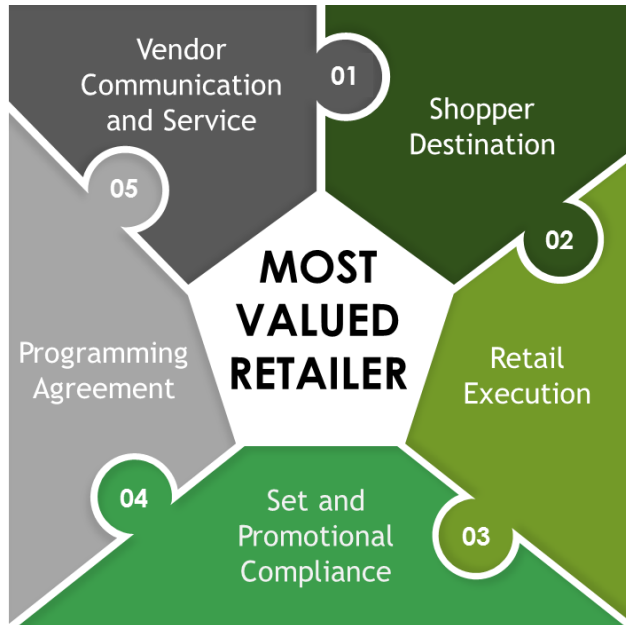 Vendor
Communication
and Service
01
Shopper
Destination
02
Retail
Execution
03
Set and
Promotional
Compliance
04
Programming
Agreement
05
MOST
VALUED
RETAILER